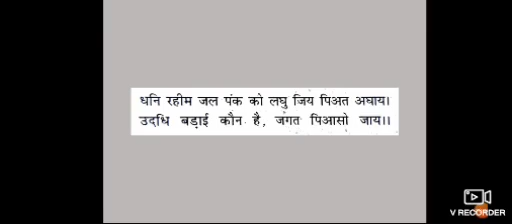 धनि रहीम जल पंक को लघु जिय पिअत अघाय।
उदधि बड़ाई कौन है, जगत पिआसो जाय।।
V RECORDER